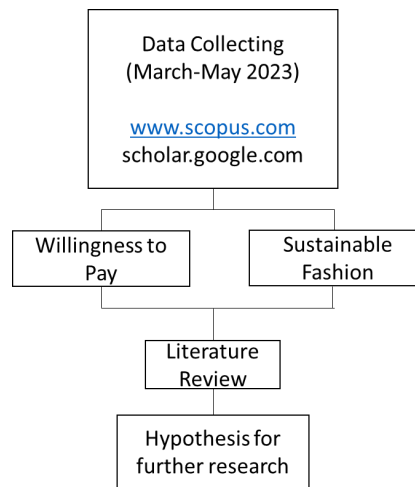 Data Collecting
(March-May 2023)
www.scopus.com
scholar.google.com
Willingness to
Pay
Sustainable
Fashion
Literature
Review
Hypothesis for
further research